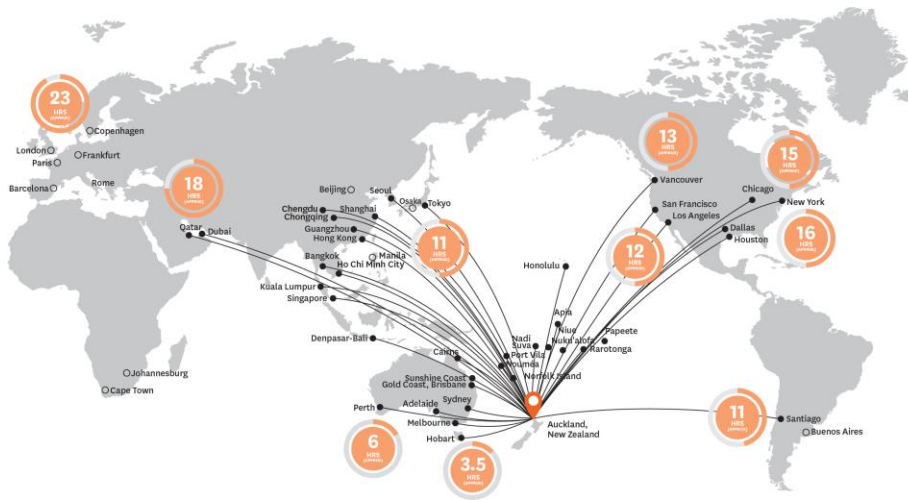 23
HRS
Copenhagen
London
Paris
Frankfurt
Barcelona
Rome
18
HRS
Qatar
Dubai
Beijing
Seoul
Osaka
Tokyo
Chengdu
Chongqing
Shanghai
Guangzhou
Hong Kong
11
HRS
Bangkok
Manila
Ho Chi Minh City
Kuala Lumpur
Singapore
Denpasar-Bali
Cairns
Sunshine Coast
Gold Coast, Brisbane
Sydney
Perth
Adelaide
Melbourne
Hobart
6
HRS
3.5
HRS
Johannesburg
Cape Town
13
HRS
Vancouver
San Francisco
Los Angeles
12
HRS
15
HRS
Chicago
New York
16
HRS
Dallas
Houston
Honolulu
Apia
Niue
Nadi
Suva
Nuku'alofa
Papeete
Rarotonga
Port Vila
Noumea
Norfolk Island
Auckland,
New Zealand
11
HRS
Santiago
Buenos Aires